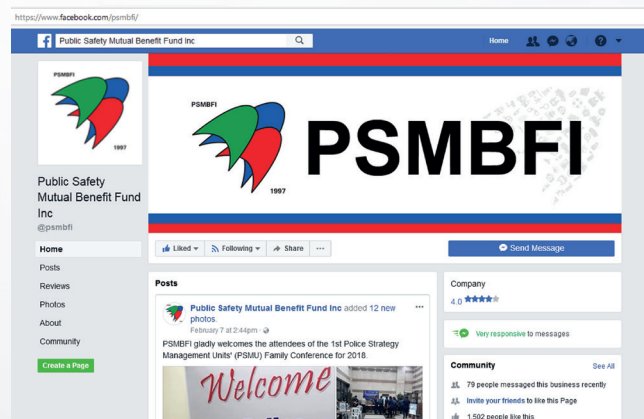 https://www.facebook.com/psmbfi/
Public Safety Mutual Benefit Fund Inc
Home
PSMBFI
1997
PSMBFI
PSMBFI
1997
Public Safety
Mutual Benefit Fund
Inc
@psmbfi
Home
Posts
Reviews
Photos
About
Community
Create a Page
Liked
Following
Share
Send Message
Posts
Public Safety Mutual Benefit Fund Inc added 12 new
photos.
February 7 at 2:44pm
PSMBFI gladly welcomes the attendees of the 1st Police Strategy
Management Units' (PSMU) Family Conference for 2018.
Welcome
Company
4.0
Very responsive to messages
Community
See All
79 people messaged this business recently
Invite your friends to like this Page
1,502 people like this